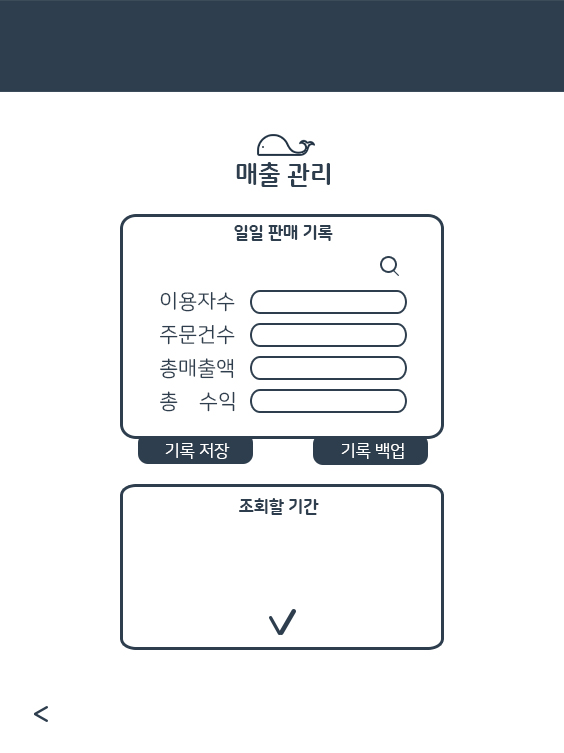 매출 관리
일일 판매 기록
이용자수
주문건수
총매출액
총 수익
기록 저장 기록 백업
조회할 기간
<